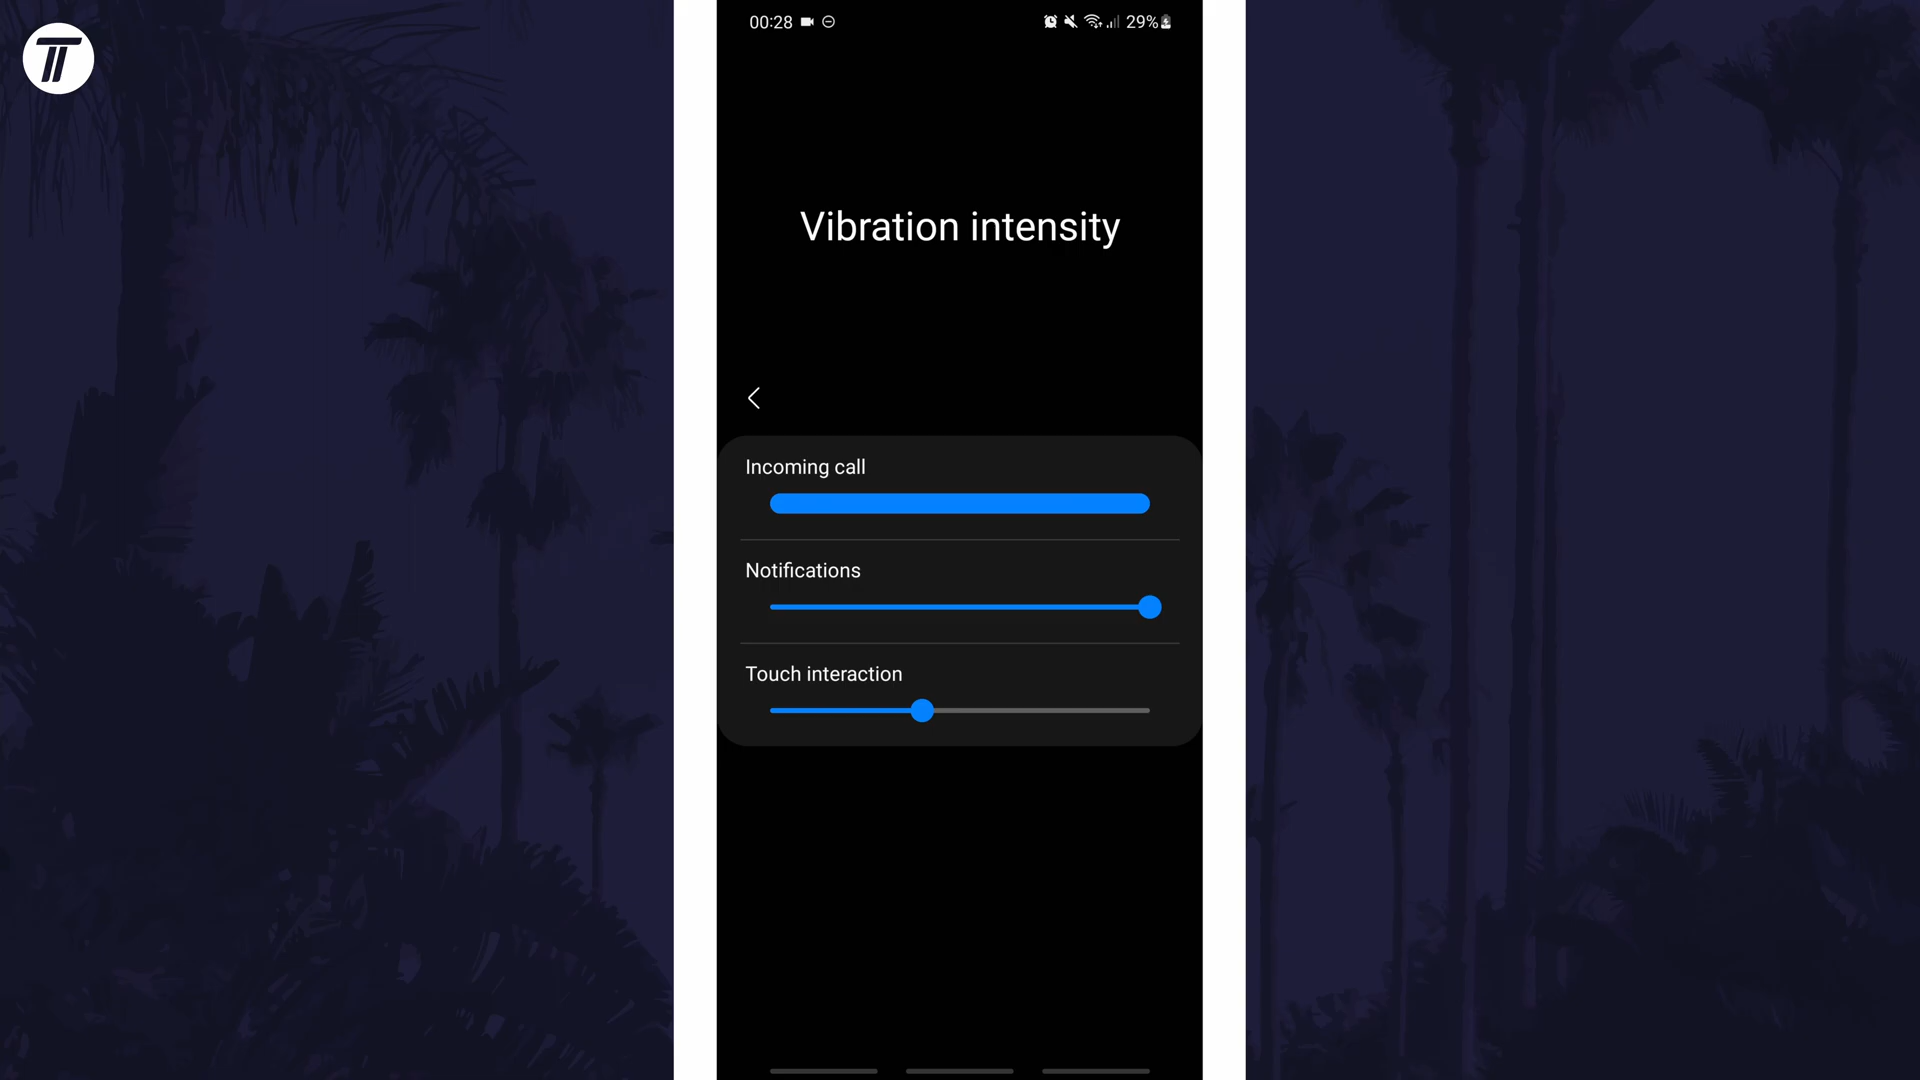 00:28 29%
Vibration intensity
Incoming call
Notifications
Touch interaction